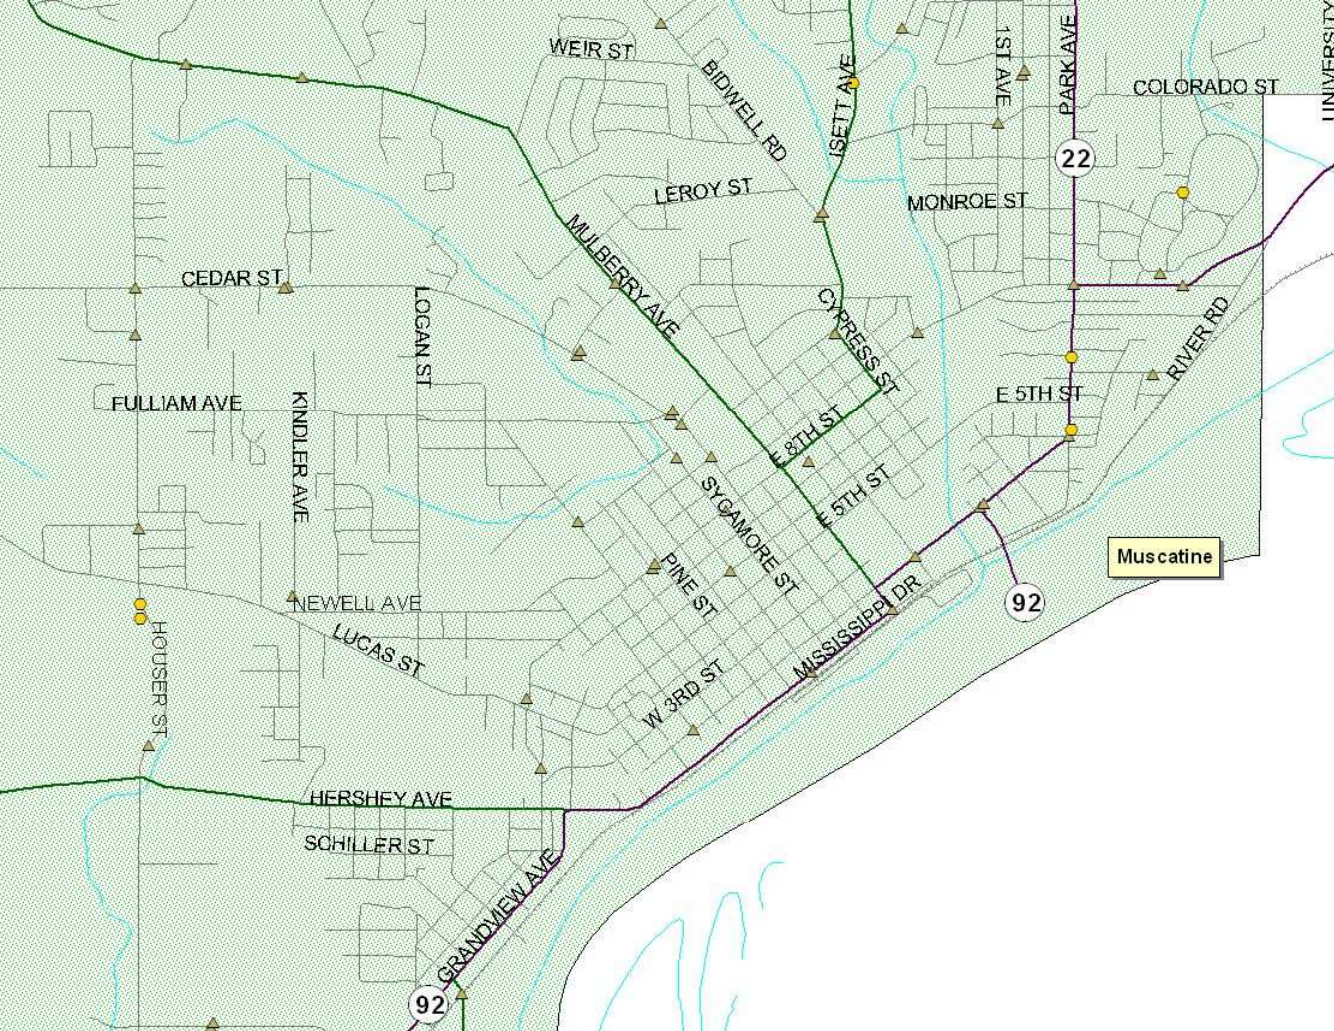 WEIR ST
BIDWELL RD
ISETT AVE
1ST AVE
PARK AVE
COLORADO ST
UNIVERSITY
22
LEROY ST
MONROE ST
MULBERRY AVE
CEDAR ST
LOGAN ST
CYPRESS ST
RIVER RD
FULLIAM AVE
KINDLER AVE
E 5TH ST
E 8TH ST
E 5TH ST
SYCAMORE ST
PINE ST
Muscatine
92
NEWELL AVE
LUCAS ST
HOUSER ST
MISSISSIPPI DR
W 3RD ST
HERSHEY AVE
SCHILLER ST
GRANDVIEW AVE
92